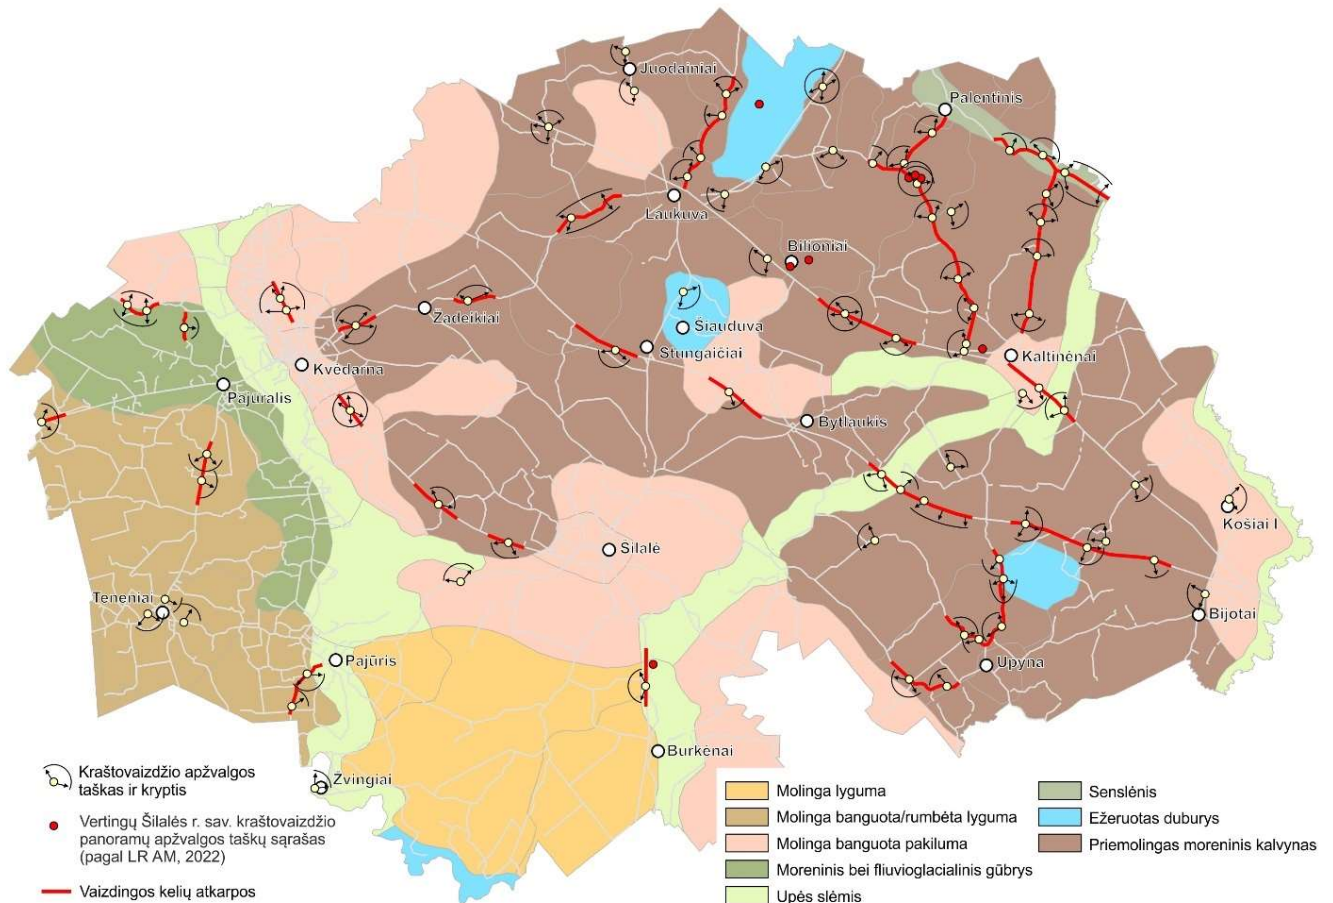 Juodainiai
Palentinis
Laukuva
Bilioniai
Žadeikiai
Šiauduva
Stungaičiai
Kaltinėnai
Kvėdarna
Pajūralis
Bytlaukis
Košiai I
Šilalė
Teneniai
Bijotai
Pajūris
Upyna
Burkėnai
Žvingiai
Kraštovaizdžio apžvalgos
taškas ir kryptis
Vertingų Šilalės r. sav. kraštovaizdžio
panoramų apžvalgos taškų sąrašas
(pagal LR AM, 2022)
Vaizdingos kelių atkarpos
Molinga lyguma
Molinga banguota/rumbėta lyguma
Molinga banguota pakiluma
Moreninis bei fliuvioglacialinis gūbrys
Upės slėmis
Senslėnis
Ežeruotas duburys
Priemolingas moreninis kalvynas